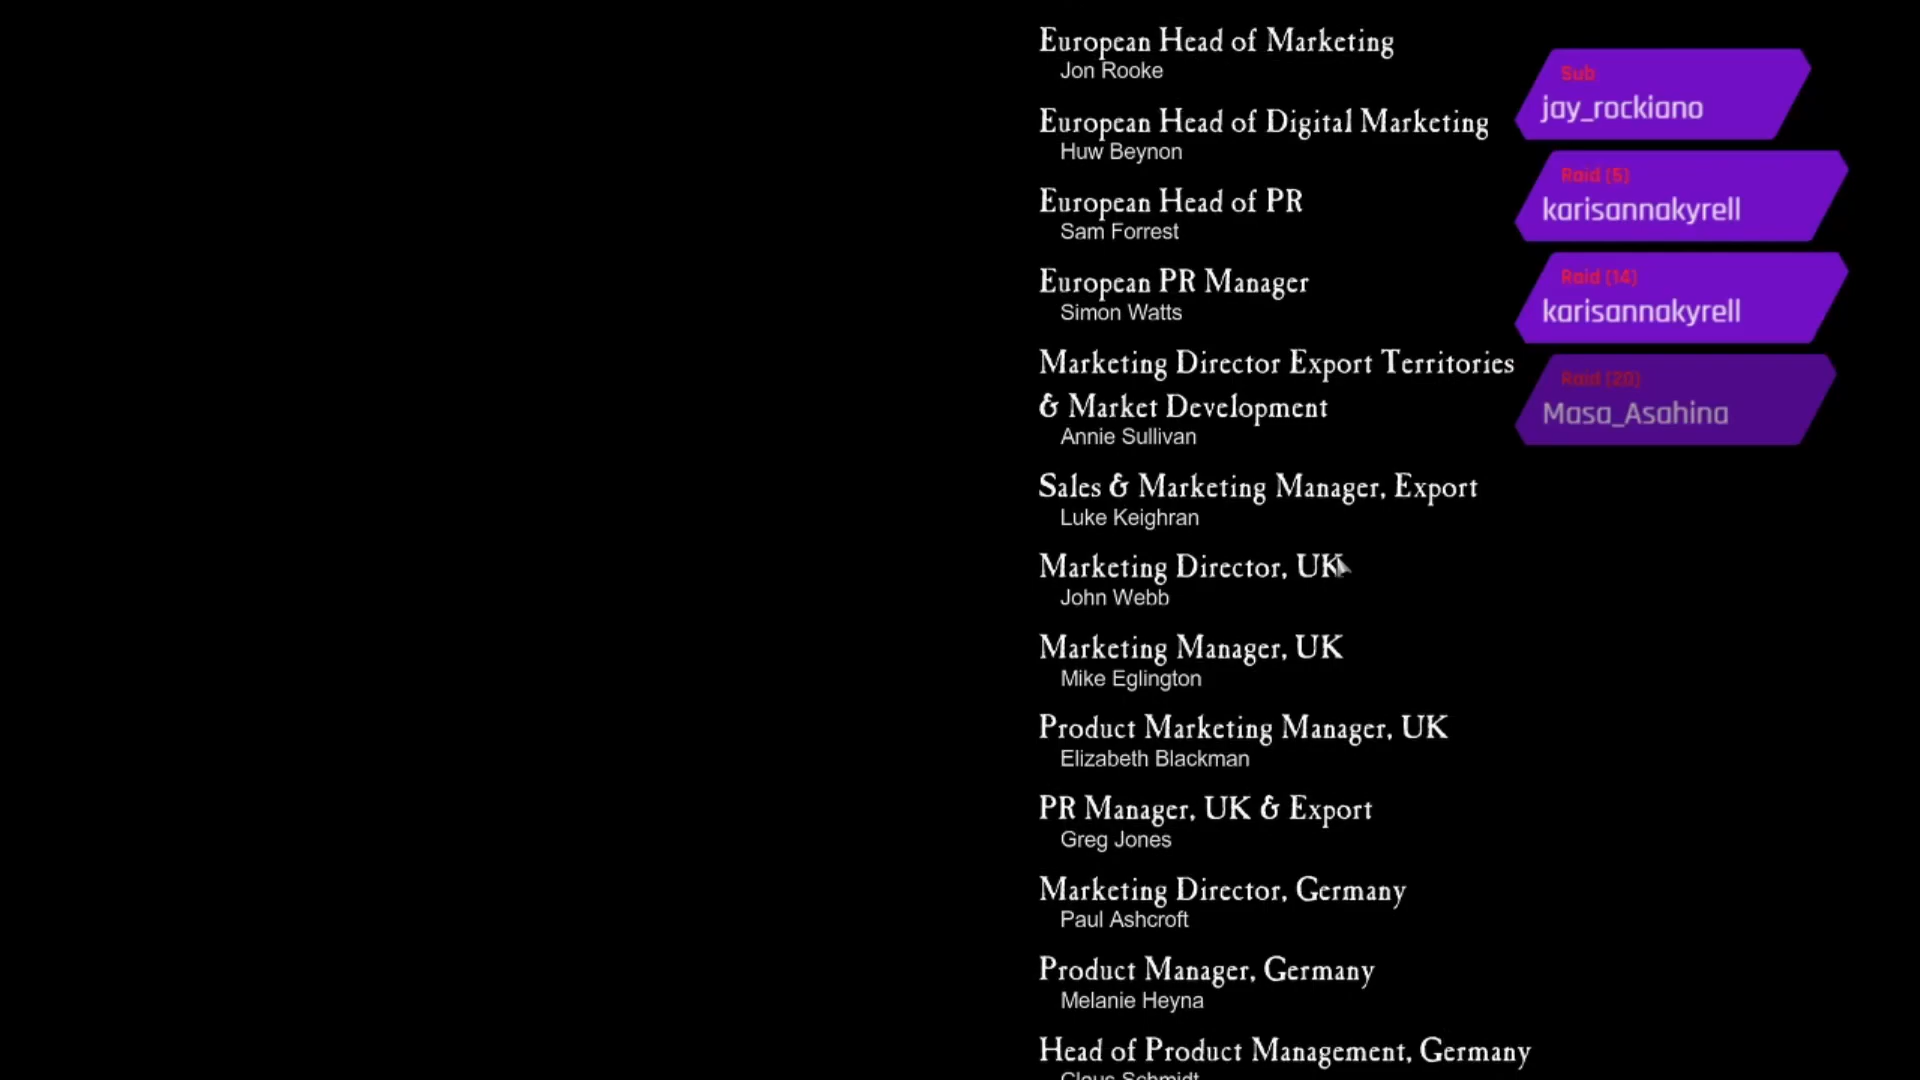 European Head of Marketing
Jon Rooke
European Head of Digital Marketing
Huw Beynon
European Head of PR
Sam Forrest
European PR Manager
Simon Watts
Marketing Director Export Territories
& Market Development
Annie Sullivan
Sales & Marketing Manager, Export
Luke Keighran
Marketing Director, UK
John Webb
Marketing Manager, UK
Mike Eglington
Product Marketing Manager, UK
Elizabeth Blackman
PR Manager, UK & Export
Greg Jones
Marketing Director, Germany
Paul Ashcroft
Product Manager, Germany
Melanie Heyna
Head of Product Management, Germany
Claus Schmidt
Sub
jay_rockiano
Raid (5)
karisannakyrell
Raid (14)
karisannakyrell
Raid (20)
Masa_Asahina